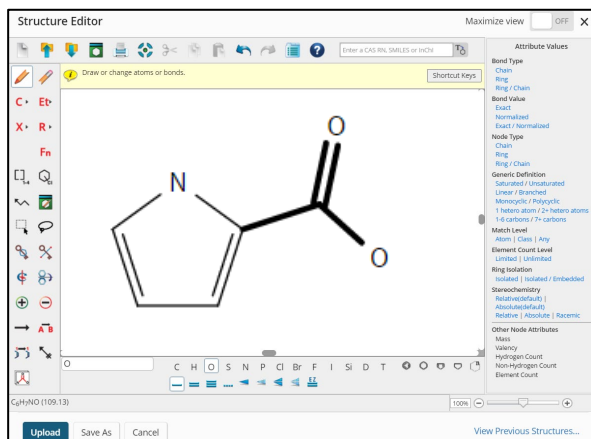 Structure Editor
Maximize view OFF X
Enter a CAS RN, SMILES or InChI
Draw or change atoms or bonds.
Shortcut Keys
C Et
X R
Fn
A B
N
O
O
O
C H O S N P Cl Br F I Si D T
EZ
C₆H₇NO (109.13)
100%
Upload Save As Cancel
View Previous Structures...
Attribute Values
Bond Type
Chain
Ring
Ring / Chain
Bond Value
Exact
Normalized
Exact / Normalized
Node Type
Chain
Ring
Ring / Chain
Generic Definition
Saturated / Unsaturated
Linear / Branched
Monocyclic / Polycyclic
1 hetero atom / 2+ hetero atoms
1-6 carbons / 7+ carbons
Match Level
Atom | Class | Any
Element Count Level
Limited | Unlimited
Ring Isolation
Isolated | Isolated / Embedded
Stereochemistry
Relative(default) |
Absolute(default)
Relative | Absolute | Racemic
Other Node Attributes
Mass
Valency
Hydrogen Count
Non-Hydrogen Count
Element Count